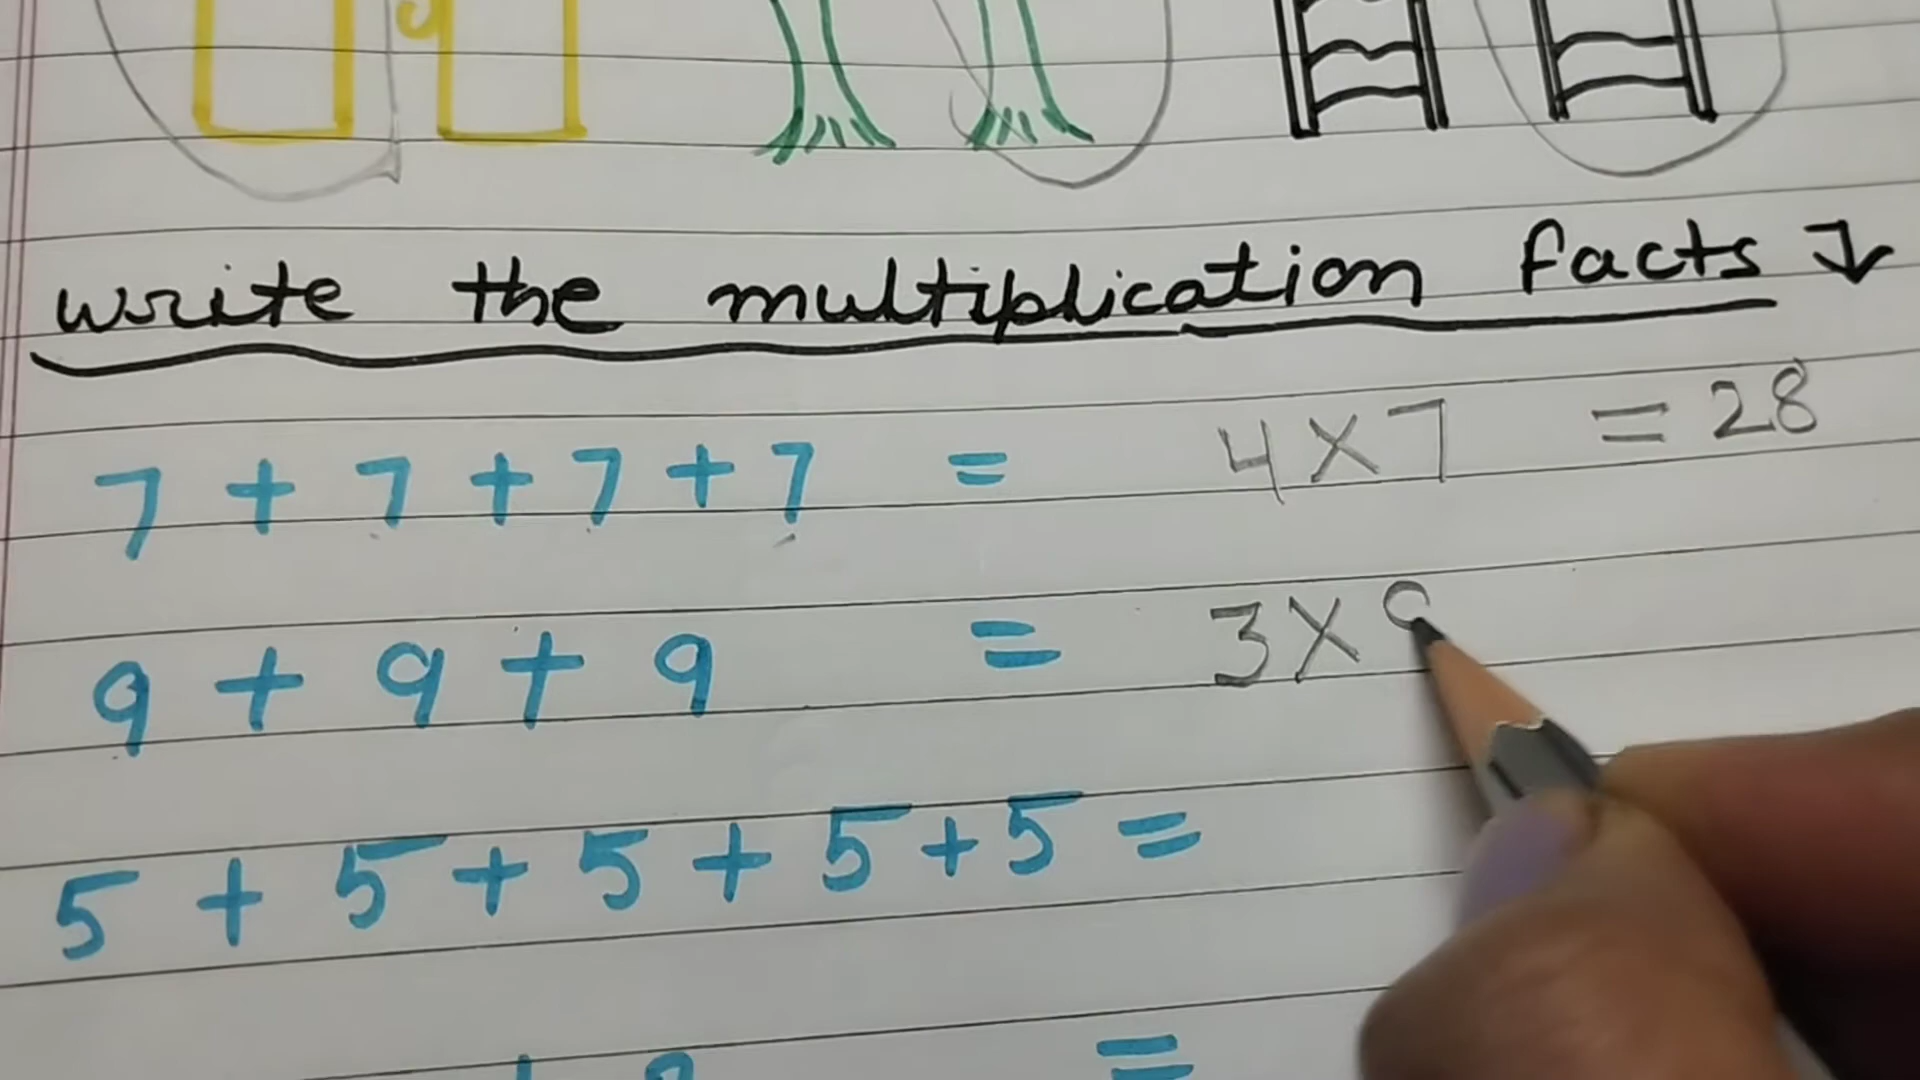 write the multiplication facts ↓
7 + 7 + 7 + 7 = 4 × 7 = 28
9 + 9 + 9 = 3 × 9
5 + 5 + 5 + 5 + 5 =
=